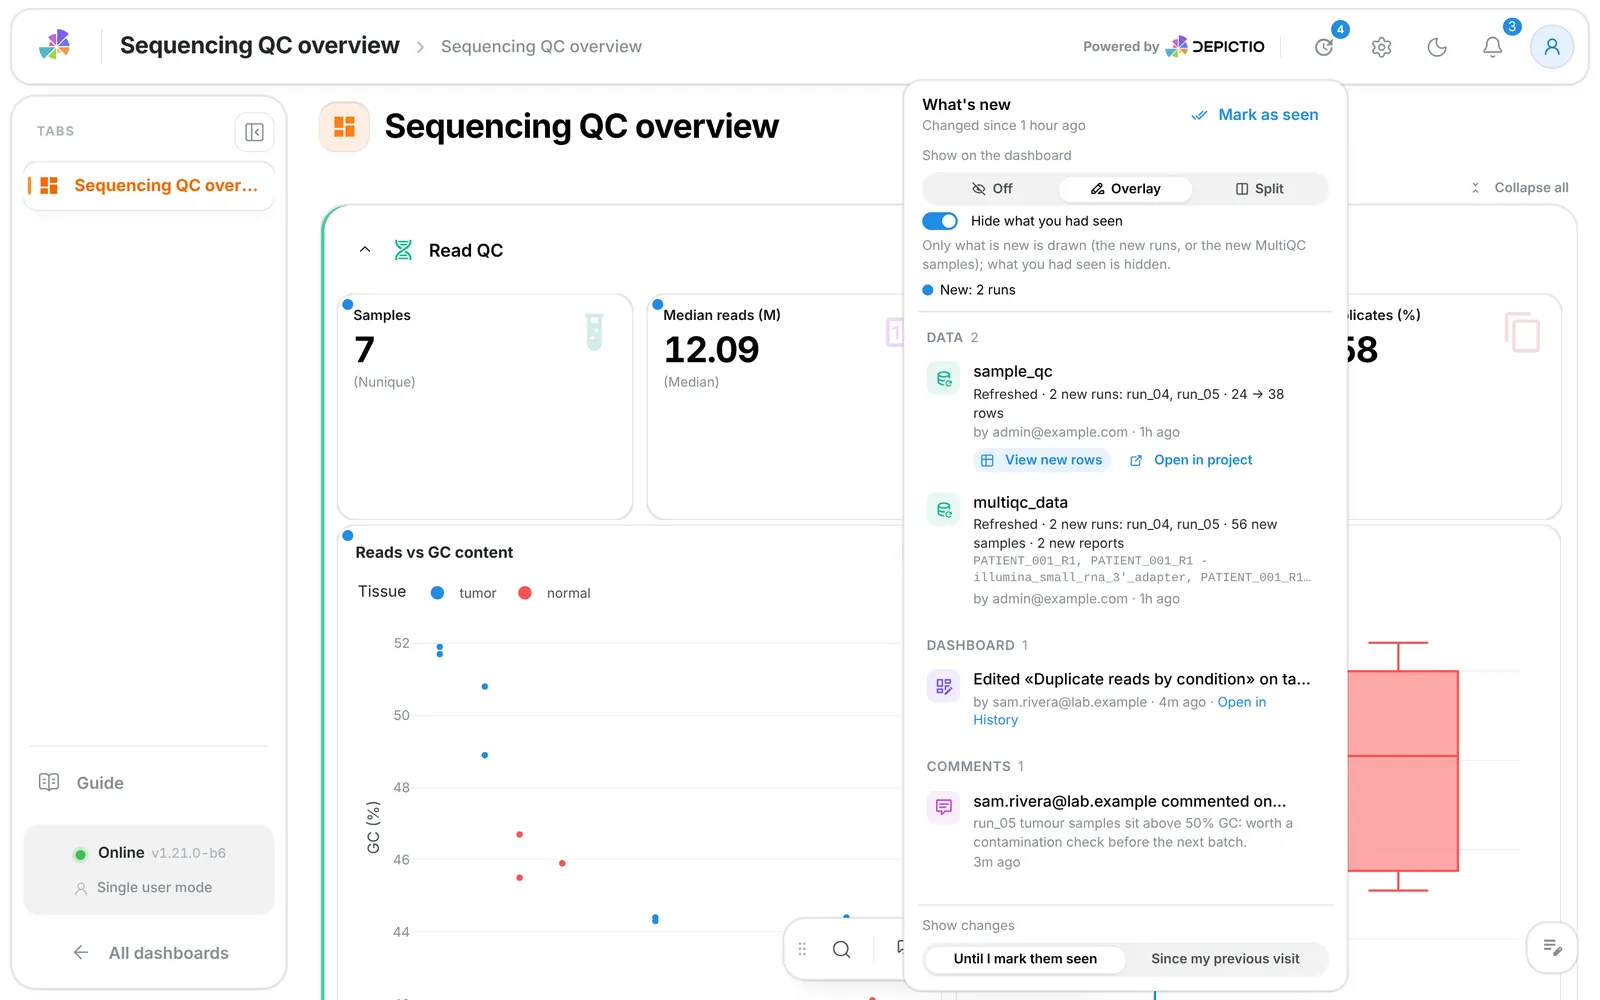 Sequencing QC overview
Sequencing QC overview
Powered by DEPICTIO
4
3
TABS
Sequencing QC over...
Guide
Online v1.21.0-b6
Single user mode
All dashboards
Sequencing QC overview
Collapse all
Read QC
Samples
7
(Nunique)
Median reads (M)
12.09
(Median)
plicates (%)
58
Reads vs GC content
Tissue tumor normal
GC (%)
52
50
48
46
44
What's new
Changed since 1 hour ago
Mark as seen
Show on the dashboard
Off Overlay Split
Hide what you had seen
Only what is new is drawn (the new runs, or the new MultiQC
samples); what you had seen is hidden.
New: 2 runs
DATA 2
sample_qc
Refreshed · 2 new runs: run_04, run_05 · 24 → 38
rows
by admin@example.com · 1h ago
View new rows Open in project
multiqc_data
Refreshed · 2 new runs: run_04, run_05 · 56 new
samples · 2 new reports
PATIENT_001_R1, PATIENT_001_R1 -
illumina_small_rna_3'_adapter, PATIENT_001_R1...
by admin@example.com · 1h ago
DASHBOARD 1
Edited «Duplicate reads by condition» on ta...
by sam.rivera@lab.example · 4m ago · Open in
History
COMMENTS 1
sam.rivera@lab.example commented on...
run_05 tumour samples sit above 50% GC: worth a
contamination check before the next batch.
3m ago
Show changes
Until I mark them seen Since my previous visit